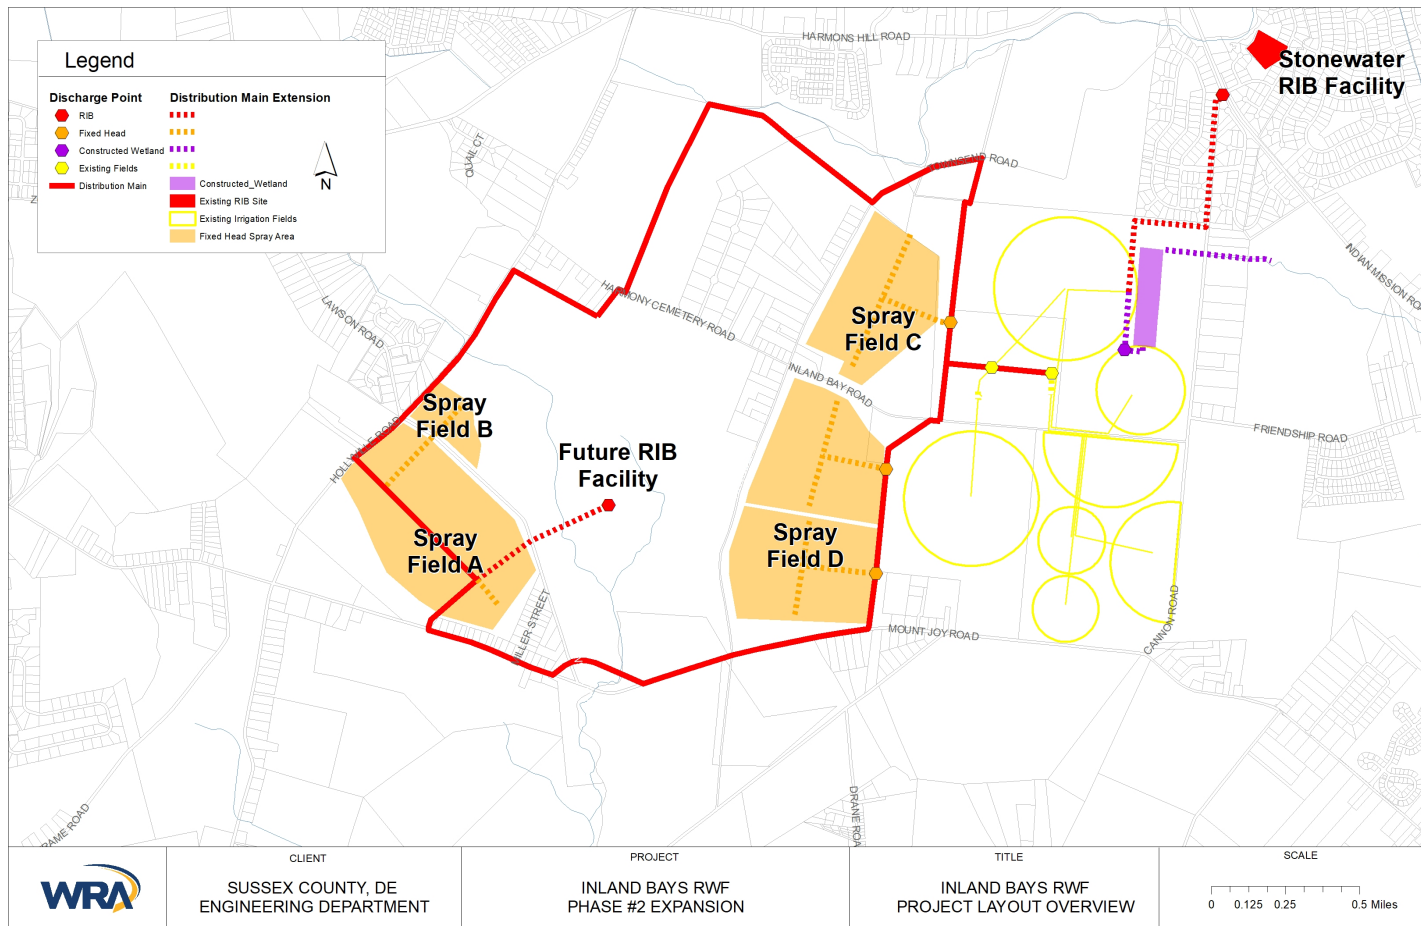 HARMONS HILL ROAD
Stonewater
RIB Facility
Legend
Discharge Point
Distribution Main Extension
RIB
Fixed Head
Constructed Wetland
Existing Fields
Distribution Main
Constructed_Wetland
Existing RIB Site
Existing Irrigation Fields
Fixed Head Spray Area
N
QUAIL CT
INDIAN MISSION
HARMONY CEMETERY ROAD
LAWSON ROAD
Spray
Field C
INLAND BAY ROAD
Spray
Field B
HOLLYVILLE ROAD
FRIENDSHIP ROAD
Future RIB
Facility
Spray
Field A
Spray
Field D
MOUNT JOY ROAD
CANNON ROAD
STREET
DRANE ROA
RAME ROAD
WRA
CLIENT
SUSSEX COUNTY, DE
ENGINEERING DEPARTMENT
PROJECT
INLAND BAYS RWF
PHASE #2 EXPANSION
TITLE
INLAND BAYS RWF
PROJECT LAYOUT OVERVIEW
SCALE
0 0.125 0.25 0.5 Miles